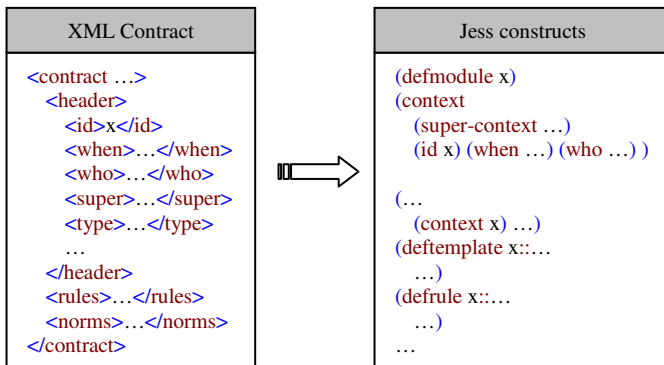 XML Contract
<contract …>
<header>
<id>x</id>
<when>…</when>
<who>…</who>
<super>…</super>
<type>…</type>
…
</header>
<rules>…</rules>
<norms>…</norms>
</contract>
Jess constructs
(defmodule x)
(context
(super-context …)
(id x) (when …) (who …) )
(…
(context x) …)
(deftemplate x::…
…)
(defrule x::…
…)
…